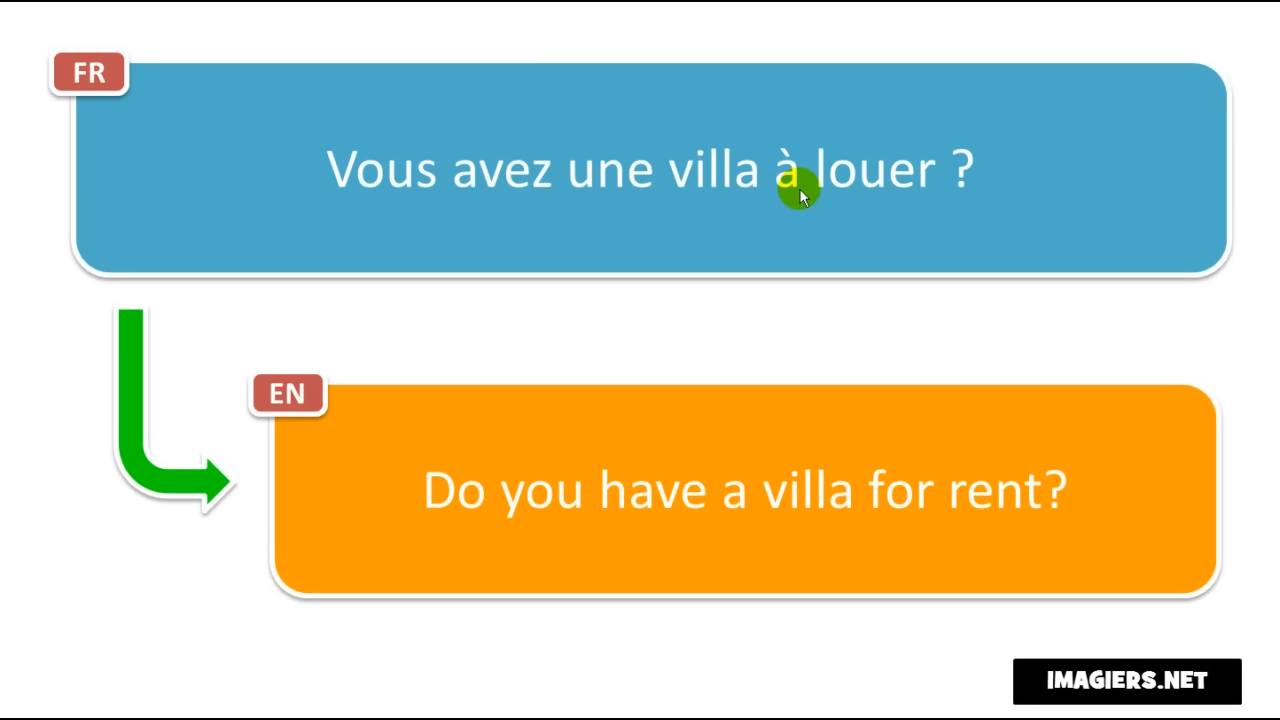 FR
Vous avez une villa à louer ?
EN
Do you have a villa for rent?
IMAGIERS.NET